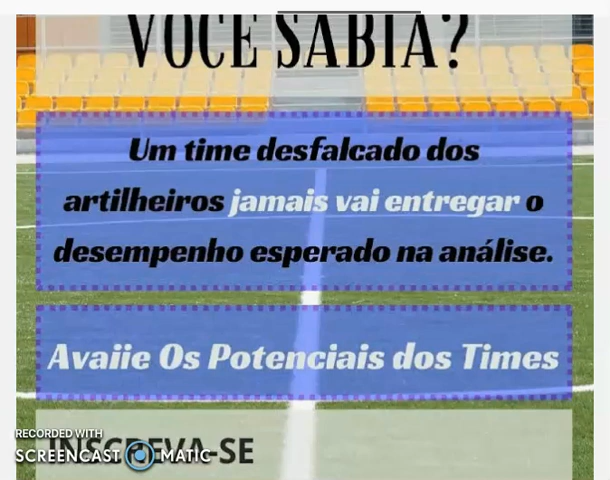 VOCÊ SABIA?
Um time desfalcado dos
artilheiros jamais vai entregar o
desempenho esperado na análise.
Avaiie Os Potenciais dos Times
INSCREVA-SE
RECORDED WITH
SCREENCAST MATIC